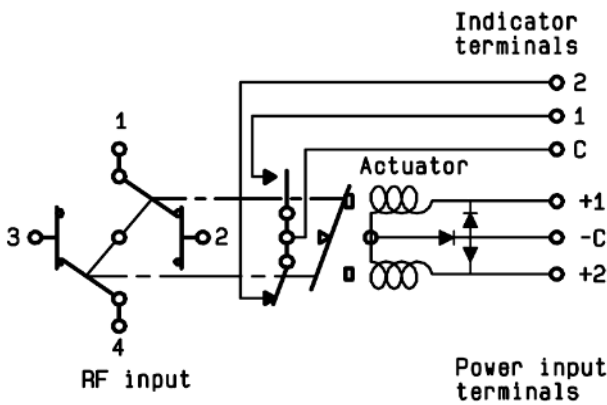 Indicator
terminals
2
1
C
1
Actuator
+1
3
2
-C
+2
4
RF input
Power input
terminals